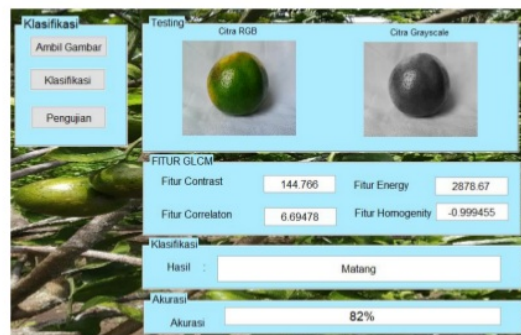 Klasifikasi
Ambil Gambar
Klasifikasi
Pengujian
Testing
Citra RGB
Citra Grayscale
FITUR GLCM
Fitur Contrast
144.766
Fitur Energy
2878.67
Fitur Correlaton
6.69478
Fitur Homogenity
-0.999455
Klasifikasi
Hasil :
Matang
Akurasi
Akurasi
82%